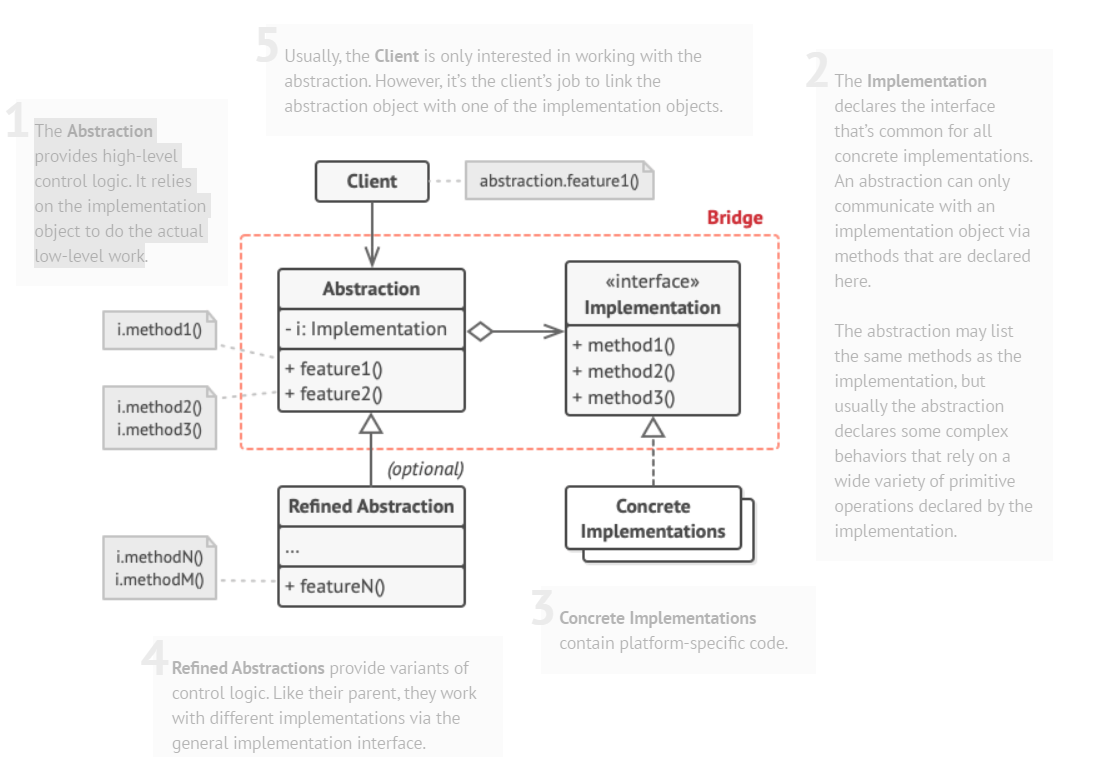 5
Usually, the Client is only interested in working with the
abstraction. However, it's the client's job to link the
abstraction object with one of the implementation objects.
1
The Abstraction
provides high-level
control logic. It relies
on the implementation
object to do the actual
low-level work.
2
The Implementation
declares the interface
that's common for all
concrete implementations.
An abstraction can only
communicate with an
implementation object via
methods that are declared
here.
The abstraction may list
the same methods as the
implementation, but
usually the abstraction
declares some complex
behaviors that rely on a
wide variety of primitive
operations declared by the
implementation.
Client
abstraction.feature1()
Bridge
Abstraction
- i: Implementation
+ feature1()
+ feature2()
«interface»
Implementation
+ method1()
+ method2()
+ method3()
i.method1()
i.method2()
i.method3()
(optional)
Refined Abstraction
...
+ featureN()
Concrete
Implementations
i.methodN()
i.methodM()
3
Concrete Implementations
contain platform-specific code.
4
Refined Abstractions provide variants of
control logic. Like their parent, they work
with different implementations via the
general implementation interface.